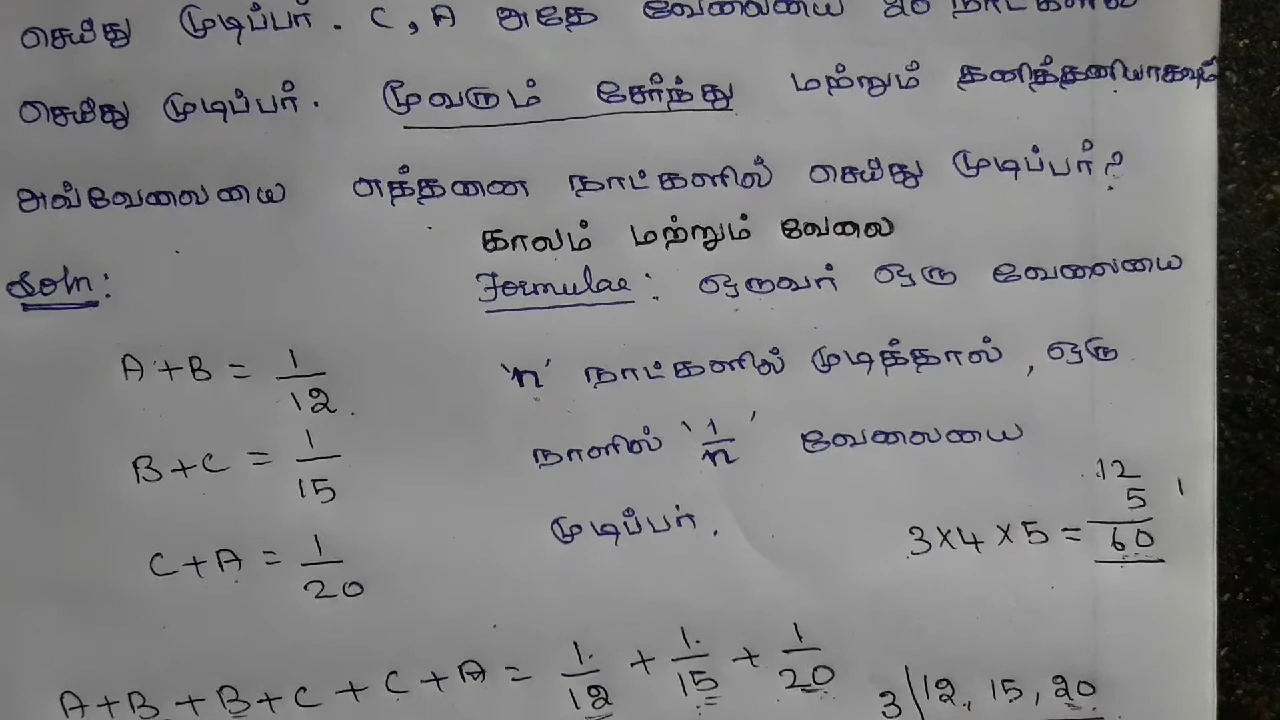 செய்து முடிப்பர். C, A அதே வேலையை 20 நாட்களில்
செய்து முடிப்பர். மூவரும் சேர்ந்து மற்றும் தனித்தனியாகவும்
அவ்வேலையை எத்தனை நாட்களில் செய்து முடிப்பர்?
காலம் மற்றும் வேலை
Soln:
Formulae: ஒருவர் ஒரு வேலையை
'n' நாட்களில் முடித்தால், ஒரு
நாளில் '1/n' வேலையை
முடிப்பர்.
A+B = 1/12
B+C = 1/15
C+A = 1/20
12
5
3×4×5 = 60
A+B+B+C+C+A = 1/12 + 1/15 + 1/20
3|12, 15, 20